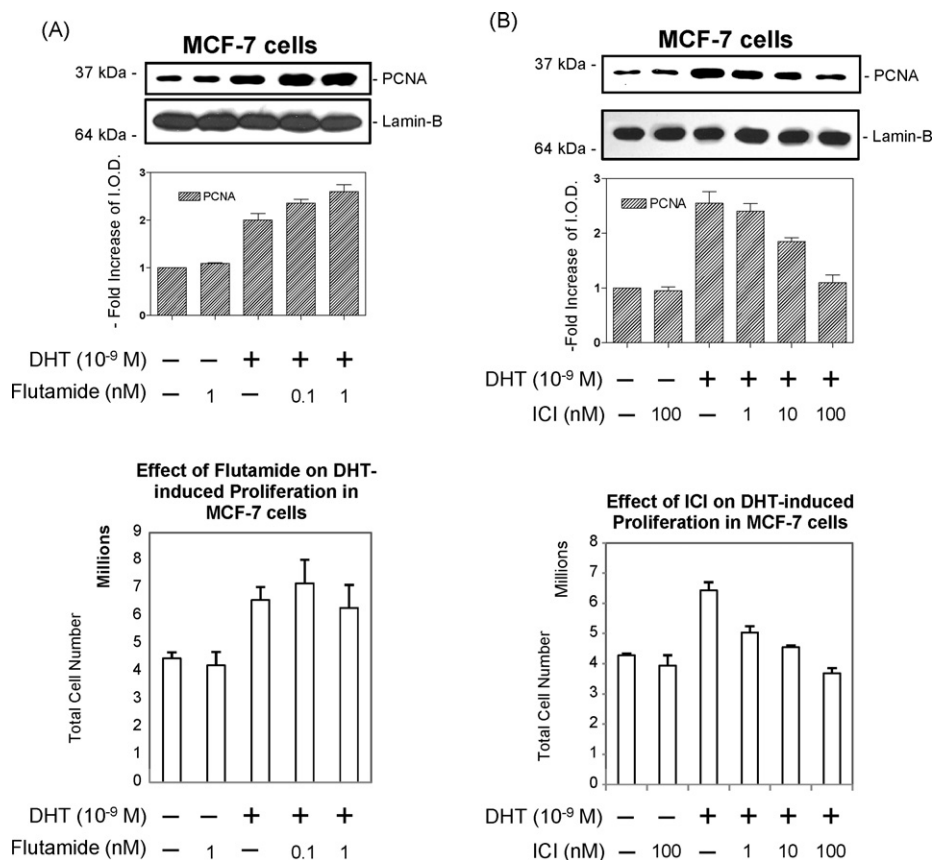 (A)
MCF-7 cells
37 kDa -
- PCNA
- Lamin-B
64 kDa -
- Fold Increase of I.O.D.
3
2
1
0
PCNA
DHT (10⁻⁹ M) − − + + +
Flutamide (nM) − 1 − 0.1 1
Effect of Flutamide on DHT-
induced Proliferation in
MCF-7 cells
Millions
Total Cell Number
9
8
7
6
5
4
3
2
1
0
DHT (10⁻⁹ M) − − + + +
Flutamide (nM) − 1 − 0.1 1
(B)
MCF-7 cells
37 kDa -
- PCNA
- Lamin-B
64 kDa -
-Fold Increase of I.O.D.
3
2
1
0
PCNA
DHT (10⁻⁹ M) − − + + + +
ICI (nM) − 100 − 1 10 100
Effect of ICI on DHT-induced
Proliferation in MCF-7 cells
Millions
Total Cell Number
8
7
6
5
4
3
2
1
0
DHT (10⁻⁹ M) − − + + + +
ICI (nM) − 100 − 1 10 100